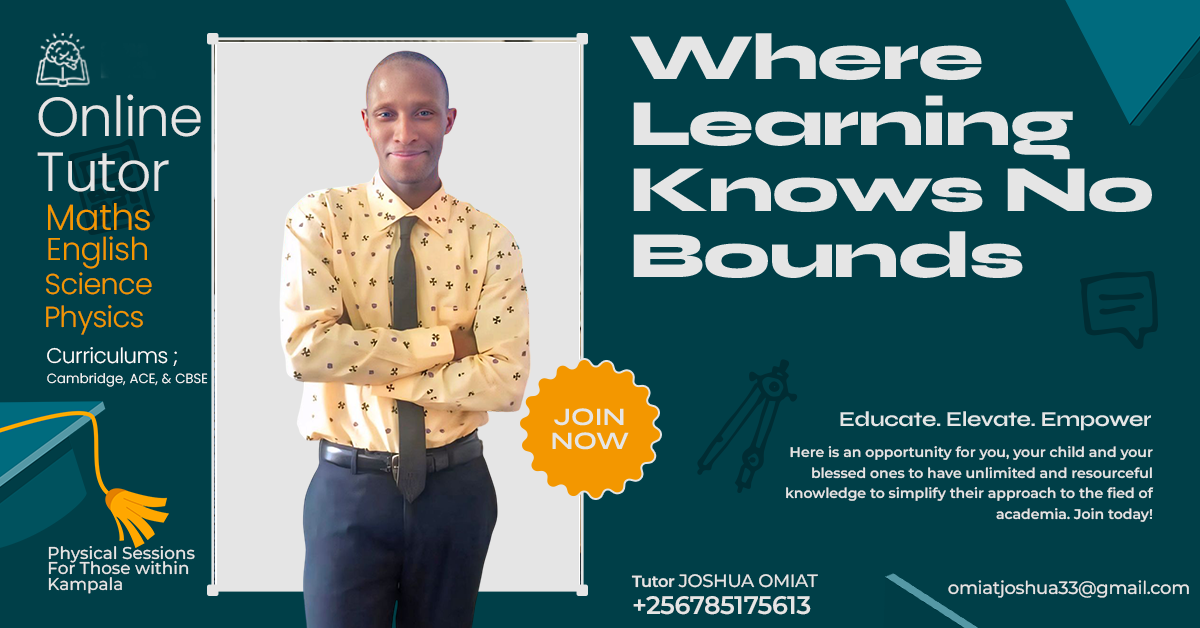 Online
Tutor
Maths
English
Science
Physics
Curriculums ;
Cambridge, ACE, & CBSE
Physical Sessions
For Those within
Kampala
JOIN
NOW
Where
Learning
Knows No
Bounds
Educate. Elevate. Empower
Here is an opportunity for you, your child and your
blessed ones to have unlimited and resourceful
knowledge to simplify their approach to the fied of
academia. Join today!
Tutor JOSHUA OMIAT
+256785175613
omiatjoshua33@gmail.com